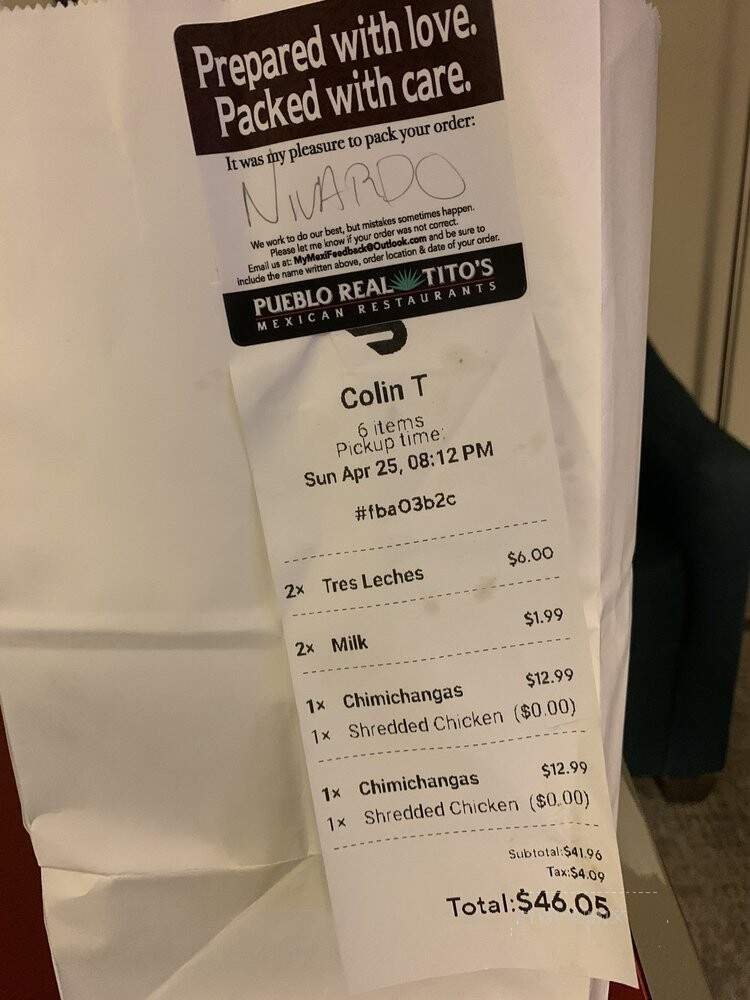 Prepared with love.
Packed with care.
It was my pleasure to pack your order:
NIVARDO
We work to do our best, but mistakes sometimes happen.
Please let me know if your order was not correct.
Email us at: MyMexiFeedback@Outlook.com and be sure to
include the name written above, order location & date of your order.
PUEBLO REAL TITO'S
MEXICAN RESTAURANTS
Colin T
6 items
Pickup time:
Sun Apr 25, 08:12 PM
#fba03b2c
2x Tres Leches $6.00
2x Milk $1.99
1x Chimichangas $12.99
1x Shredded Chicken ($0.00)
1x Chimichangas $12.99
1x Shredded Chicken ($0.00)
Subtotal:$41.96
Tax:$4.09
Total:$46.05